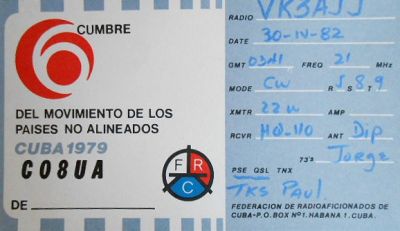 6 CUMBRE
DEL MOVIMIENTO DE LOS
PAISES NO ALINEADOS
CUBA 1979
CO8UA
F R
C
DE
RADIO VK3AJJ
DATE 30-IV-82
GMT 0341 FREQ 21 MHz
MODE CW R 5 S 8 T 9
XMTR 22W AMP
RCVR HQ-110 ANT Dip
73's Jorge
PSE QSL TNX
TKS Paul.
FEDERACION DE RADIOAFICIONADOS DE
CUBA-P.O. BOX Nº1. HABANA 1. CUBA.